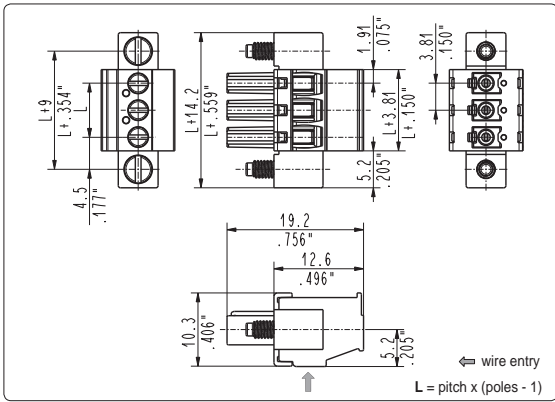 L+9
L+.354"
L
4.5
.177"
L+14.2
L+.559"
1.91
.075"
L+3.81
L+.150"
5.2
.205"
3.81
.150"
19.2
.756"
12.6
.496"
10.3
.406"
5.2
.205"
wire entry
L = pitch x (poles - 1)